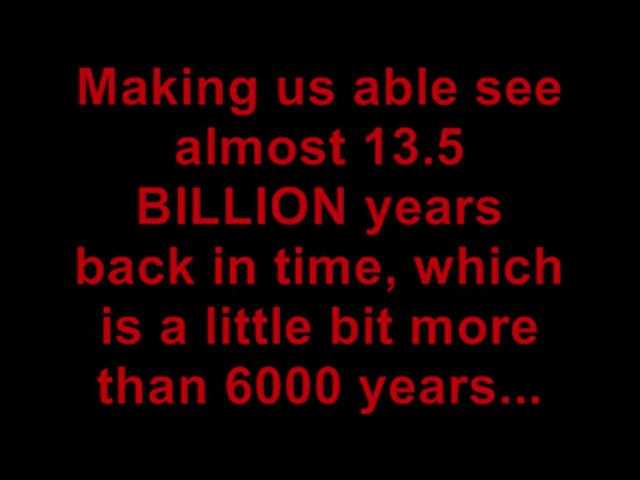 Making us able see
almost 13.5
BILLION years
back in time, which
is a little bit more
than 6000 years...